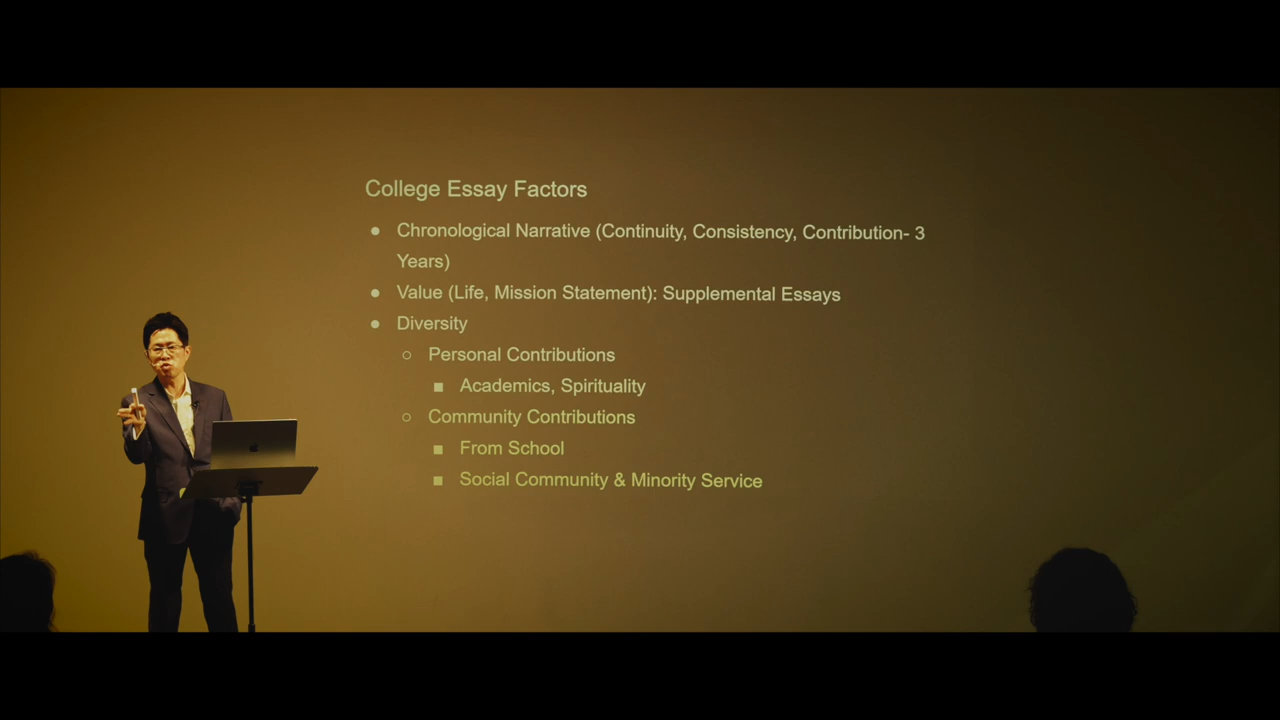 College Essay Factors
● Chronological Narrative (Continuity, Consistency, Contribution- 3
Years)
● Value (Life, Mission Statement): Supplemental Essays
● Diversity
○ Personal Contributions
■ Academics, Spirituality
○ Community Contributions
■ From School
■ Social Community & Minority Service